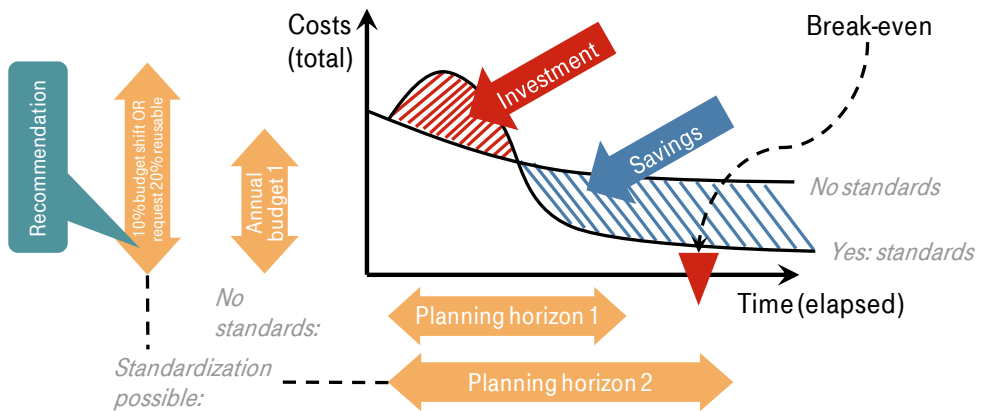 Costs
(total)
Break-even
Investment
Savings
Recommendation
10% budget shift OR
request 20% reusable
Annual
budget 1
No standards
Yes: standards
Time (elapsed)
No
standards:
Planning horizon 1
Standardization
possible:
Planning horizon 2